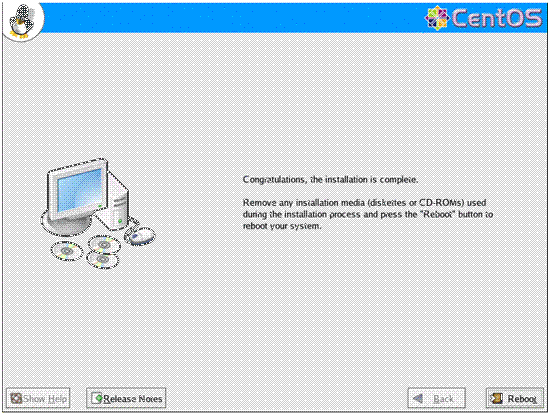 CentOS
Congratulations, the installation is complete.
Remove any installation media (diskettes or CD-ROMs) used
during the installation process and press the "Reboot" button to
reboot your system.
Show Help
Release Notes
Back
Reboot